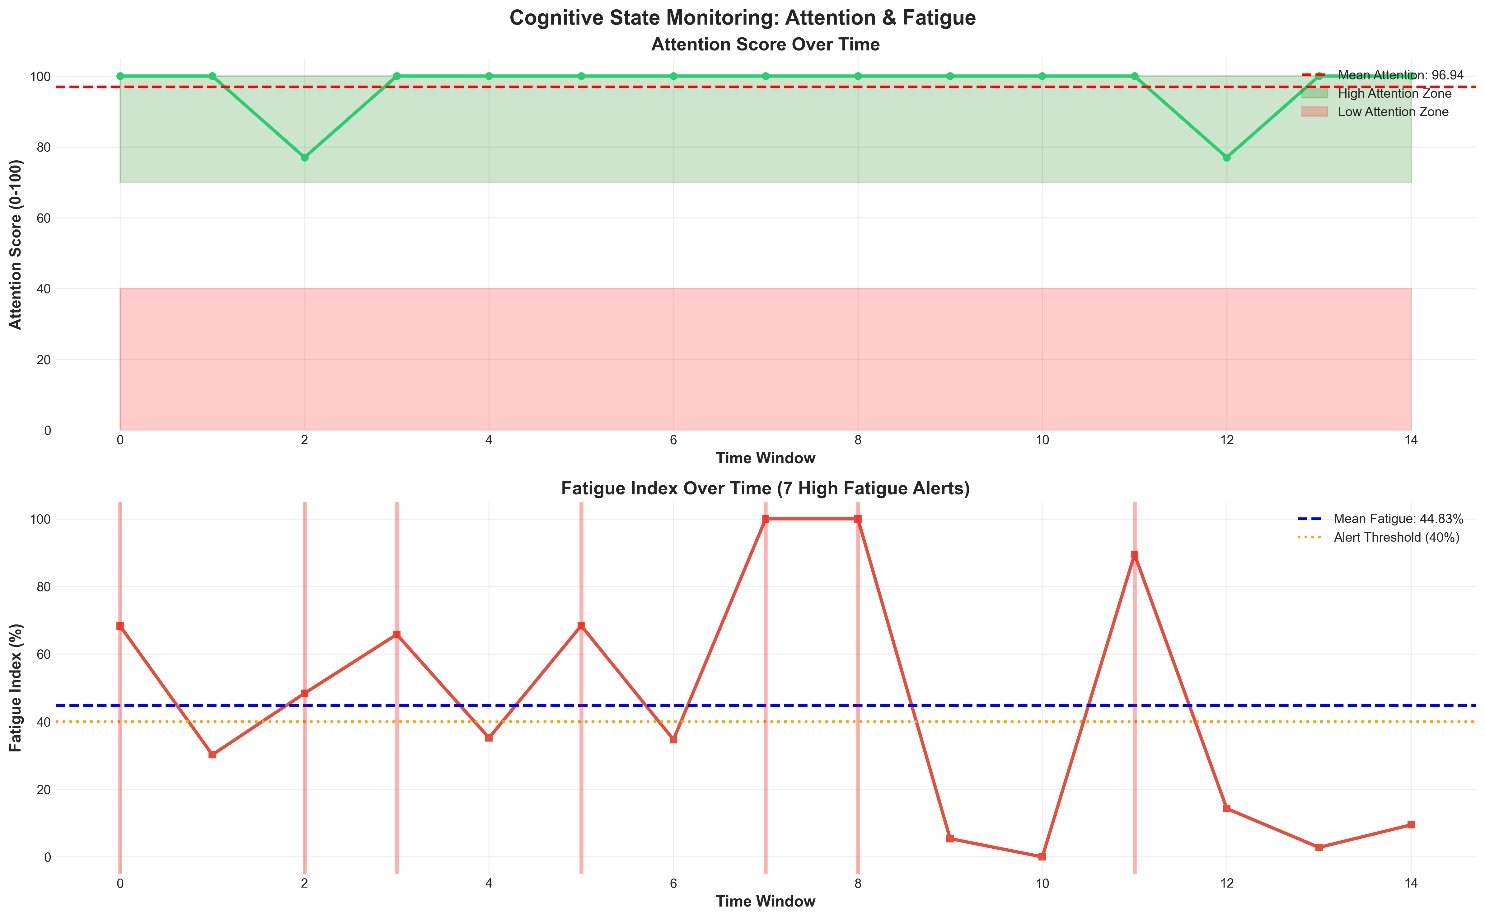 Cognitive State Monitoring: Attention & Fatigue
Attention Score Over Time
Attention Score (0-100)
100
80
60
40
20
0
Mean Attention: 96.94
High Attention Zone
Low Attention Zone
0 2 4 6 8 10 12 14
Time Window
Fatigue Index Over Time (7 High Fatigue Alerts)
Fatigue Index (%)
100
80
60
40
20
0
Mean Fatigue: 44.83%
Alert Threshold (40%)
0 2 4 6 8 10 12 14
Time Window